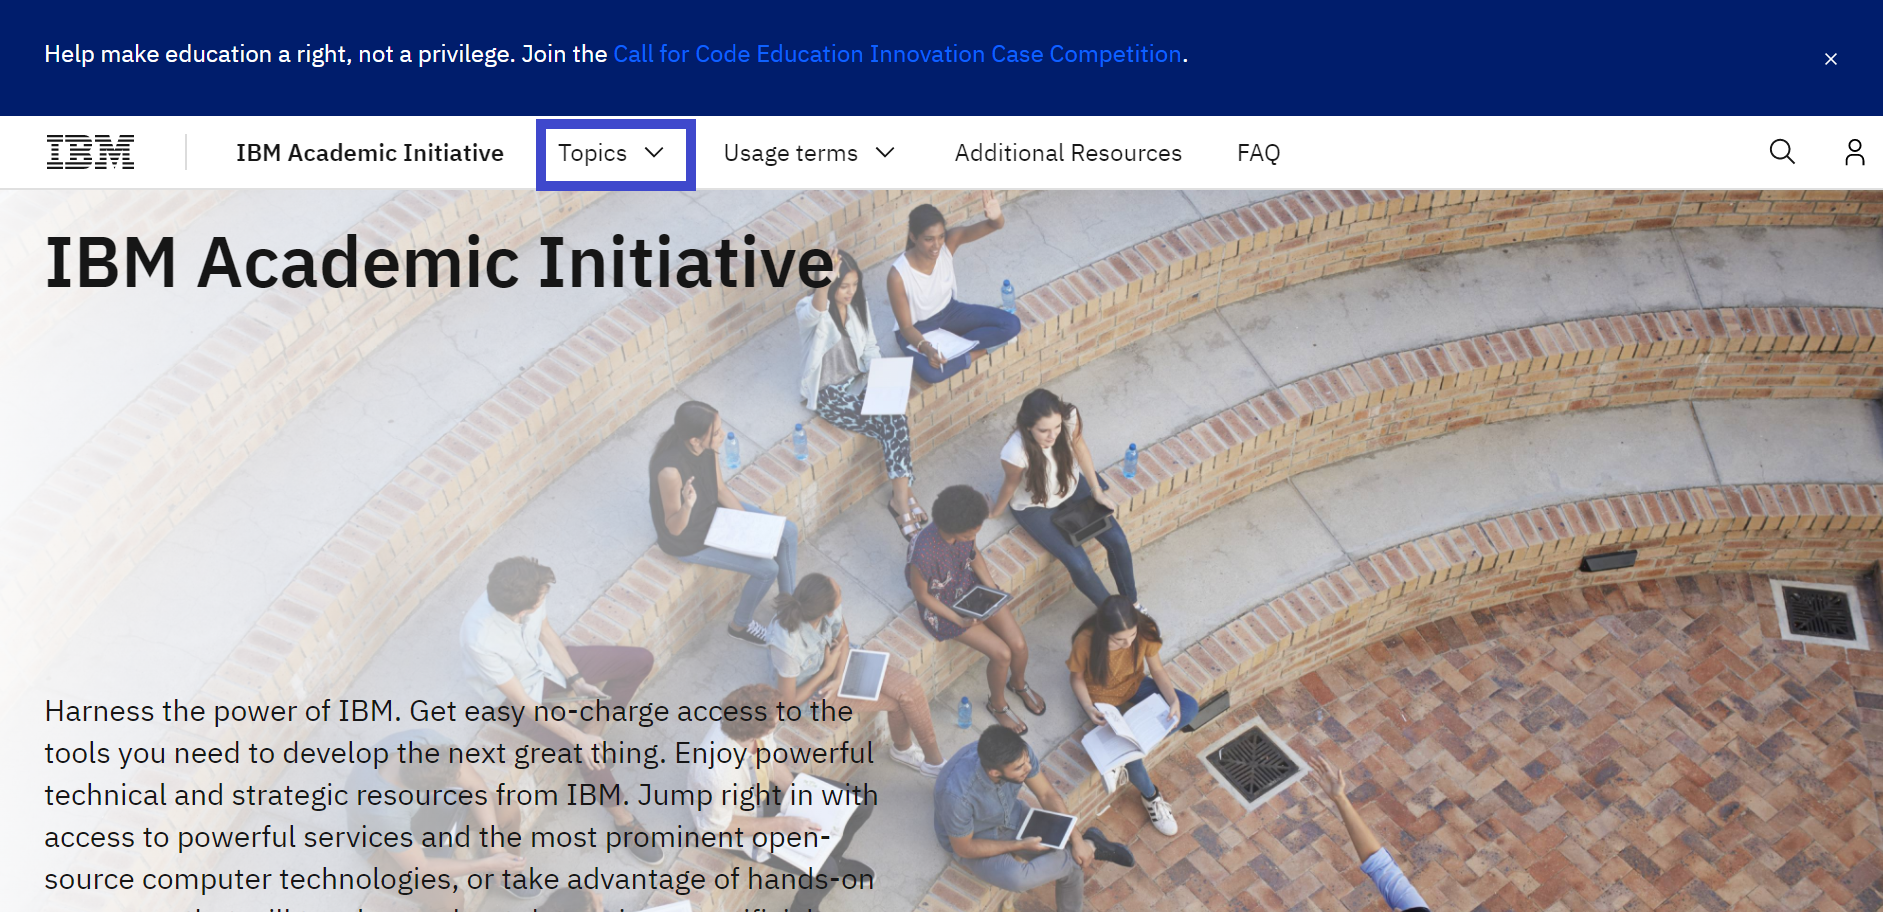 Help make education a right, not a privilege. Join the Call for Code Education Innovation Case Competition.
IBM
IBM Academic Initiative
Topics
Usage terms
Additional Resources
FAQ
IBM Academic Initiative
Harness the power of IBM. Get easy no-charge access to the
tools you need to develop the next great thing. Enjoy powerful
technical and strategic resources from IBM. Jump right in with
access to powerful services and the most prominent open-
source computer technologies, or take advantage of hands-on